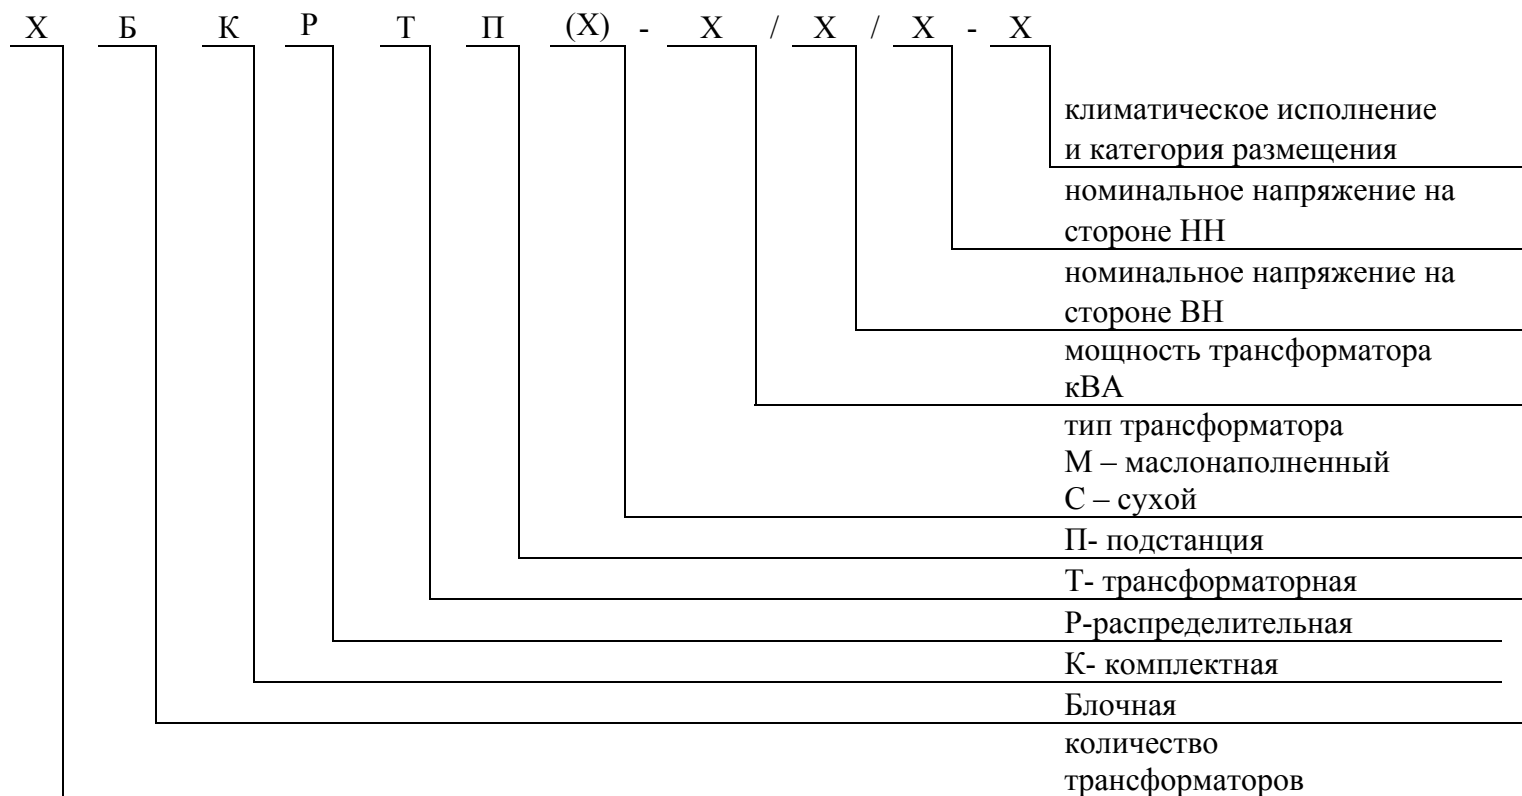 Х Б К Р Т П (Х) - Х / Х / Х - Х
климатическое исполнение
и категория размещения
номинальное напряжение на
стороне НН
номинальное напряжение на
стороне ВН
мощность трансформатора
кВА
тип трансформатора
М – маслонаполненный
С – сухой
П- подстанция
Т- трансформаторная
Р-распределительная
К- комплектная
Блочная
количество
трансформаторов